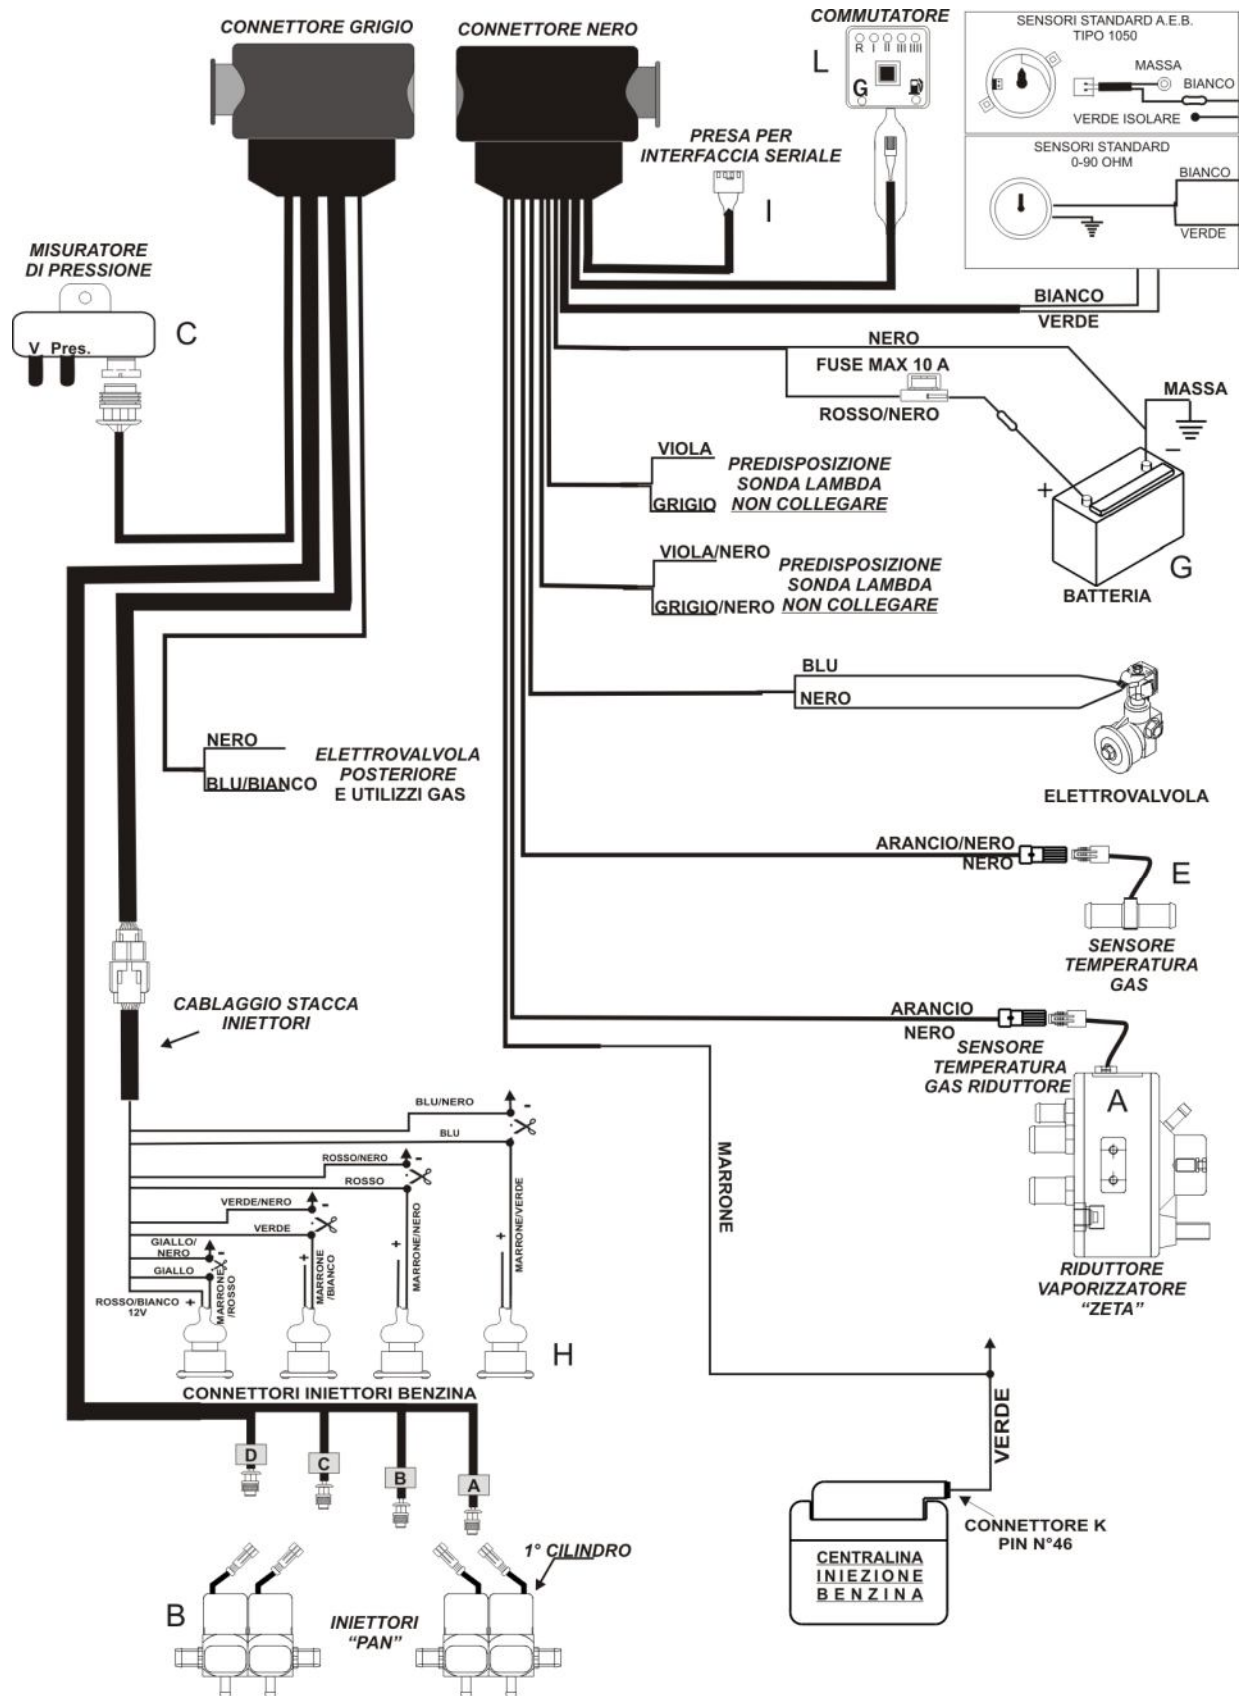 CONNETTORE GRIGIO
CONNETTORE NERO
COMMUTATORE
L
R I II III IIII
G
SENSORI STANDARD A.E.B.
TIPO 1050
MASSA
BIANCO
VERDE ISOLARE
SENSORI STANDARD
0-90 OHM
BIANCO
VERDE
PRESA PER
INTERFACCIA SERIALE
I
MISURATORE
DI PRESSIONE
C
V Pres.
BIANCO
VERDE
NERO
FUSE MAX 10 A
ROSSO/NERO
MASSA
-
+
G
BATTERIA
VIOLA
GRIGIO
PREDISPOSIZIONE
SONDA LAMBDA
NON COLLEGARE
VIOLA/NERO
GRIGIO/NERO
PREDISPOSIZIONE
SONDA LAMBDA
NON COLLEGARE
BLU
NERO
ELETTROVALVOLA
NERO
BLU/BIANCO
ELETTROVALVOLA
POSTERIORE
E UTILIZZI GAS
ARANCIO/NERO
NERO
E
SENSORE
TEMPERATURA
GAS
CABLAGGIO STACCA
INIETTORI
ARANCIO
NERO
SENSORE
TEMPERATURA
GAS RIDUTTORE
A
RIDUTTORE
VAPORIZZATORE
“ZETA”
MARRONE
BLU/NERO
-
BLU
ROSSO/NERO
-
ROSSO
VERDE/NERO
-
VERDE
GIALLO/
NERO
-
GIALLO
ROSSO/BIANCO
12V
+
MARRONE
/ROSSO
+
MARRONE
/BIANCO
+
MARRONE/NERO
+
MARRONE/VERDE
H
CONNETTORI INIETTORI BENZINA
D
C
B
A
VERDE
CONNETTORE K
PIN N°46
CENTRALINA
INIEZIONE
BENZINA
1° CILINDRO
B
INIETTORI
“PAN”